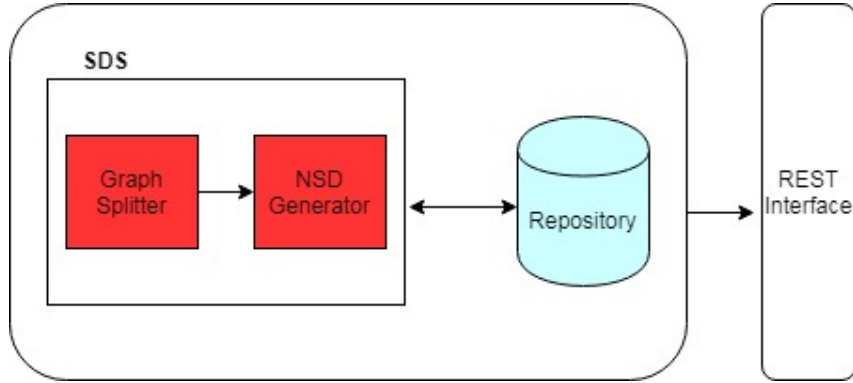 SDS
Graph
Splitter
NSD
Generator
Repository
REST
Interface